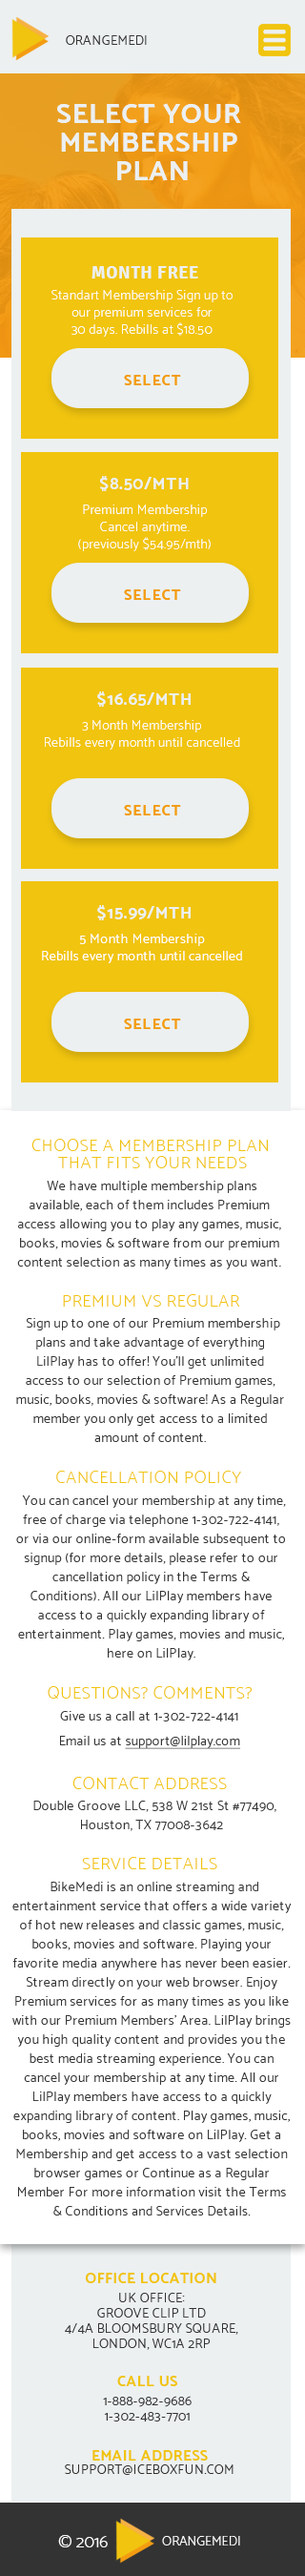 ORANGEMEDI
SELECT YOUR
MEMBERSHIP
PLAN
MONTH FREE
Standart Membership Sign up to
our premium services for
30 days. Rebills at $18.50
SELECT
$8.50/MTH
Premium Membership
Cancel anytime.
(previously $54.95/mth)
SELECT
$16.65/MTH
3 Month Membership
Rebills every month until cancelled
SELECT
$15.99/MTH
5 Month Membership
Rebills every month until cancelled
SELECT
CHOOSE A MEMBERSHIP PLAN
THAT FITS YOUR NEEDS
We have multiple membership plans
available, each of them includes Premium
access allowing you to play any games, music,
books, movies & software from our premium
content selection as many times as you want.
PREMIUM VS REGULAR
Sign up to one of our Premium membership
plans and take advantage of everything
LilPlay has to offer! You'll get unlimited
access to our selection of Premium games,
music, books, movies & software! As a Regular
member you only get access to a limited
amount of content.
CANCELLATION POLICY
You can cancel your membership at any time,
free of charge via telephone 1-302-722-4141,
or via our online-form available subsequent to
signup (for more details, please refer to our
cancellation policy in the Terms &
Conditions). All our LilPlay members have
access to a quickly expanding library of
entertainment. Play games, movies and music,
here on LilPlay.
QUESTIONS? COMMENTS?
Give us a call at 1-302-722-4141
Email us at support@lilplay.com
CONTACT ADDRESS
Double Groove LLC, 538 W 21st St #77490,
Houston, TX 77008-3642
SERVICE DETAILS
BikeMedi is an online streaming and
entertainment service that offers a wide variety
of hot new releases and classic games, music,
books, movies and software. Playing your
favorite media anywhere has never been easier.
Stream directly on your web browser. Enjoy
Premium services for as many times as you like
with our Premium Members' Area. LilPlay brings
you high quality content and provides you the
best media streaming experience. You can
cancel your membership at any time. All our
LilPlay members have access to a quickly
expanding library of content. Play games, music,
books, movies and software on LilPlay. Get a
Membership and get access to a vast selection
browser games or Continue as a Regular
Member For more information visit the Terms
& Conditions and Services Details.
OFFICE LOCATION
UK OFFICE:
GROOVE CLIP LTD
4/4A BLOOMSBURY SQUARE,
LONDON, WC1A 2RP
CALL US
1-888-982-9686
1-302-483-7701
EMAIL ADDRESS
SUPPORT@ICEBOXFUN.COM
© 2016 ORANGEMEDI